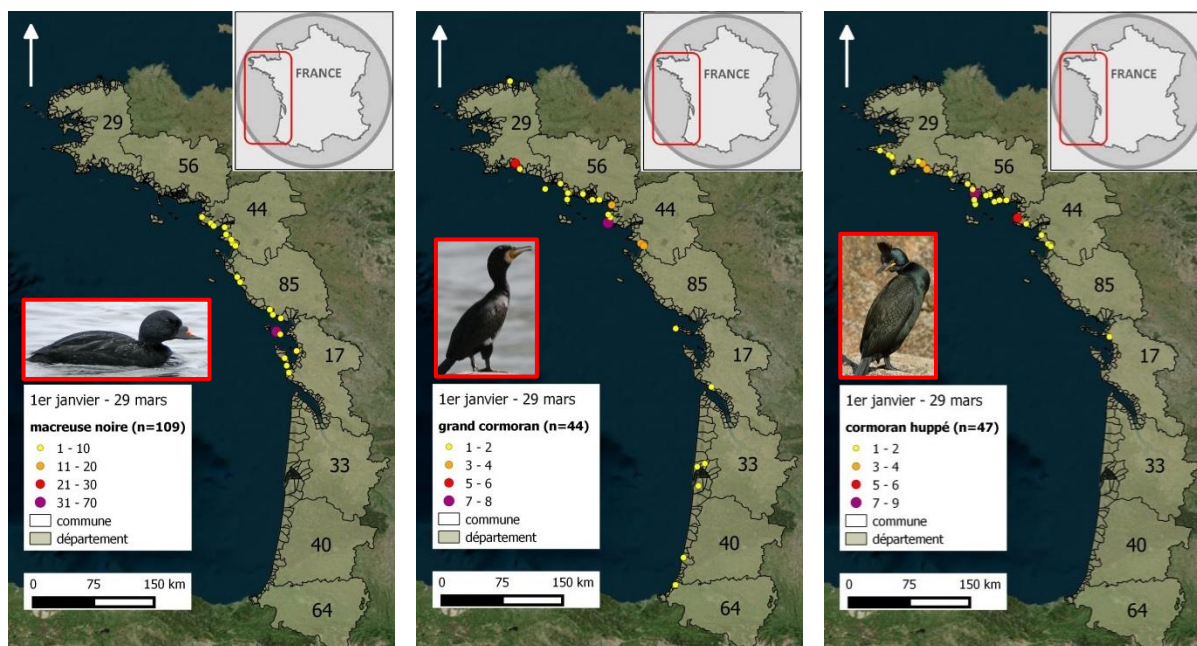 FRANCE
29
56
44
85
17
33
40
64
1er janvier - 29 mars
macreuse noire (n=109)
1 - 10
11 - 20
21 - 30
31 - 70
commune
département
0 75 150 km
FRANCE
29
56
44
85
17
33
40
64
1er janvier - 29 mars
grand cormoran (n=44)
1 - 2
3 - 4
5 - 6
7 - 8
commune
département
0 75 150 km
FRANCE
29
56
44
85
17
33
40
64
1er janvier - 29 mars
cormoran huppé (n=47)
1 - 2
3 - 4
5 - 6
7 - 9
commune
département
0 75 150 km